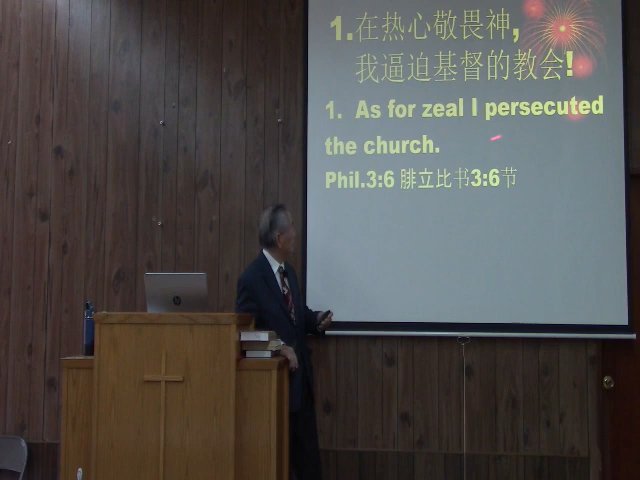 1.在热心敬畏神,
我逼迫基督的教会!
1. As for zeal I persecuted
the church.
Phil.3:6 腓立比书3:6节
hp